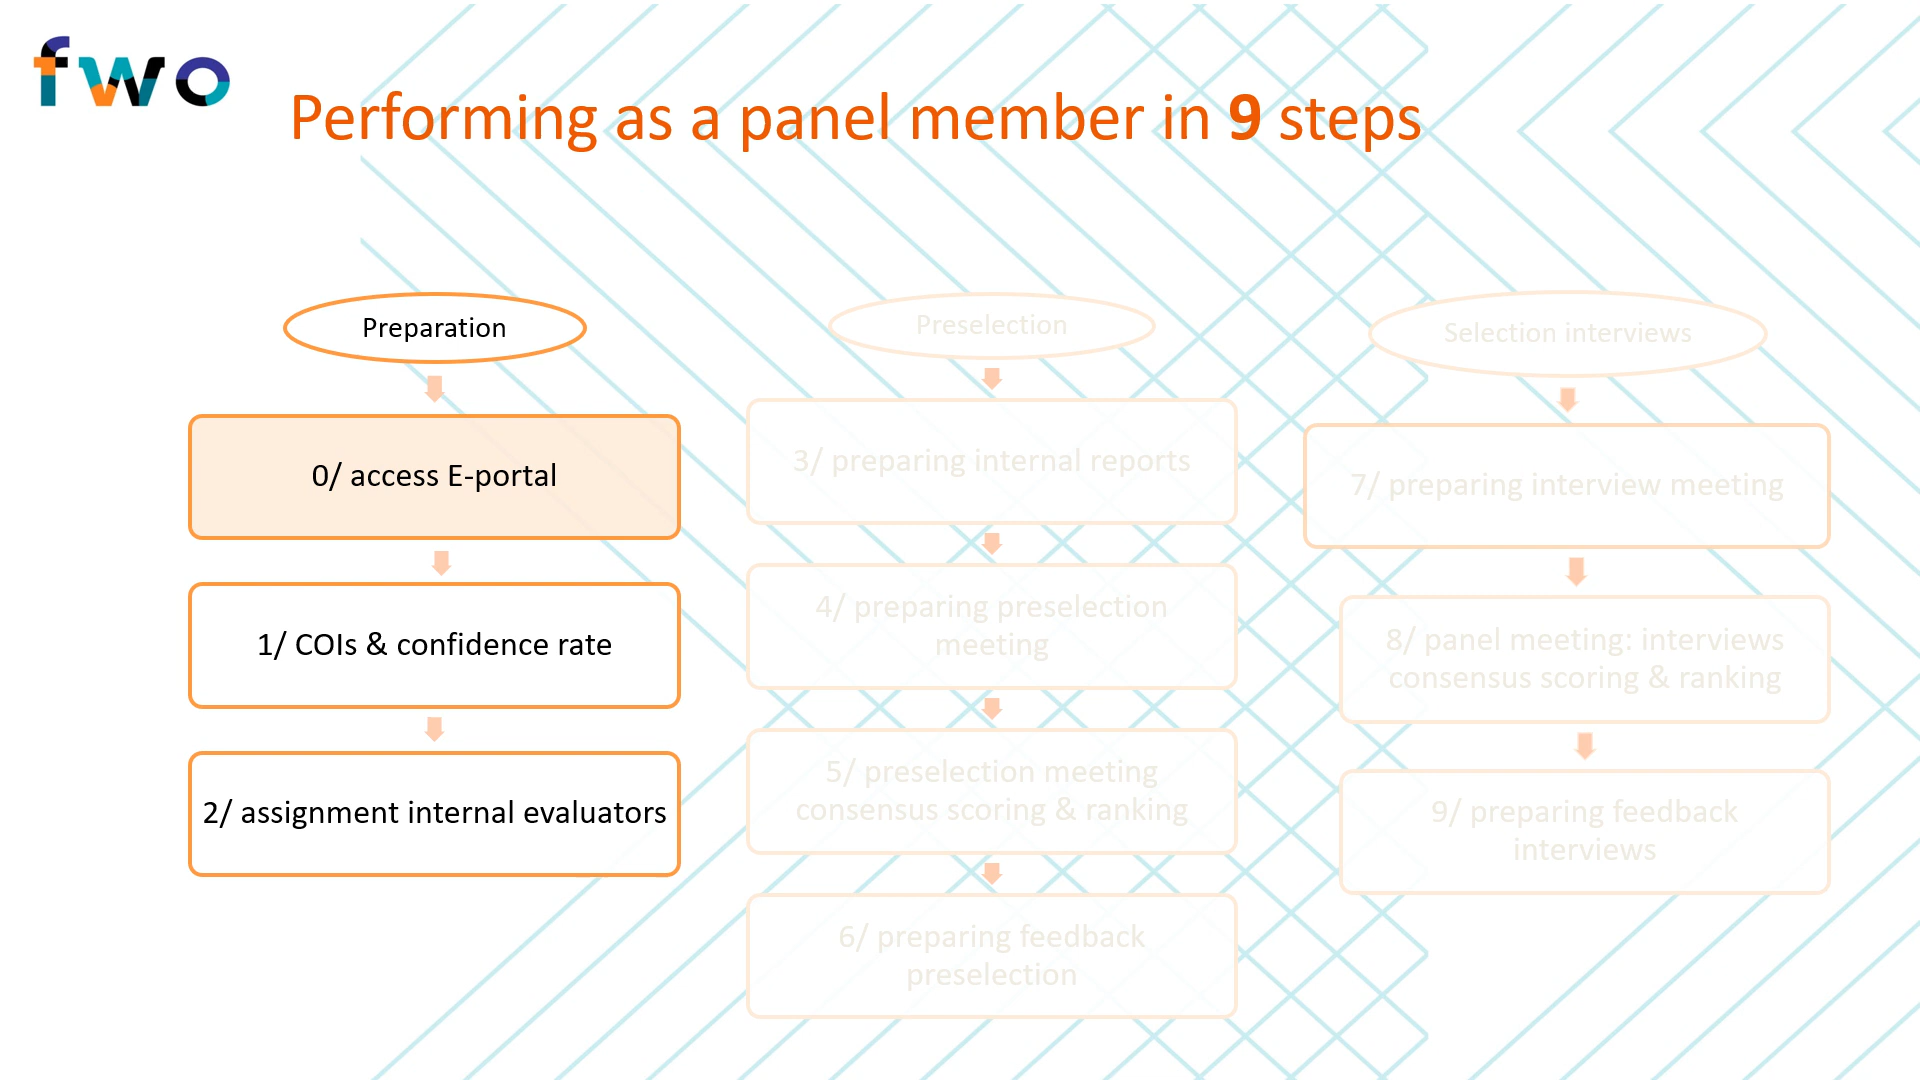 fwo
Performing as a panel member in 9 steps
Preparation
0/ access E-portal
1/ COIs & confidence rate
2/ assignment internal evaluators
Preselection
3/ preparing internal reports
4/ preparing preselection
meeting
5/ preselection meeting
consensus scoring & ranking
6/ preparing feedback
preselection
Selection interviews
7/ preparing interview meeting
8/ panel meeting: interviews
consensus scoring & ranking
9/ preparing feedback
interviews